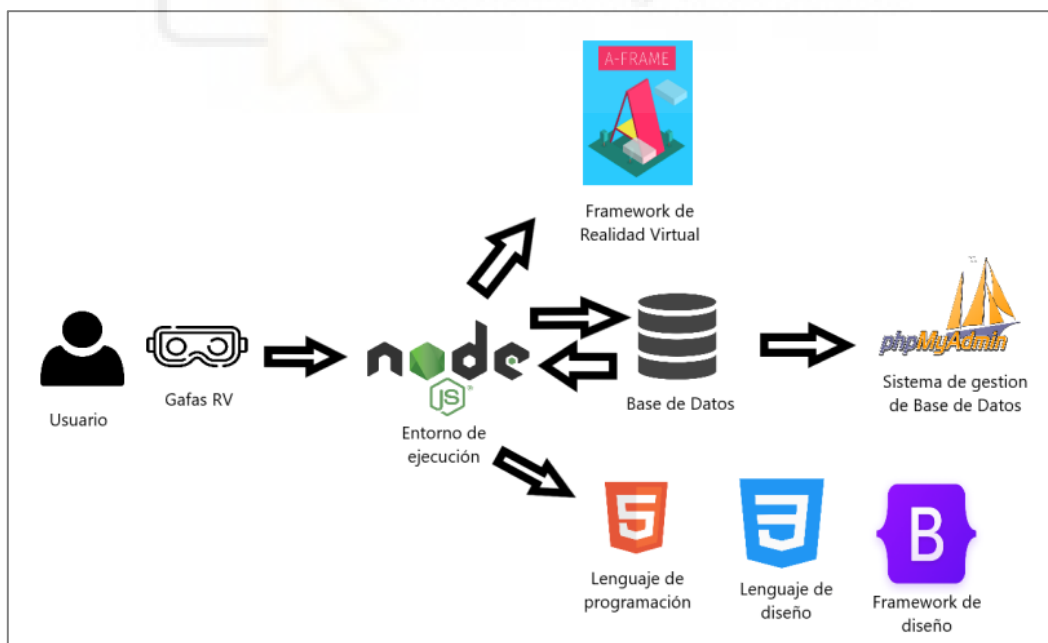 A-FRAME
Framework de
Realidad Virtual
Usuario
Gafas RV
node
JS
Entorno de
ejecución
Base de Datos
phpMyAdmin
Sistema de gestion
de Base de Datos
5
Lenguaje de
programación
3
Lenguaje de
diseño
B
Framework de
diseño